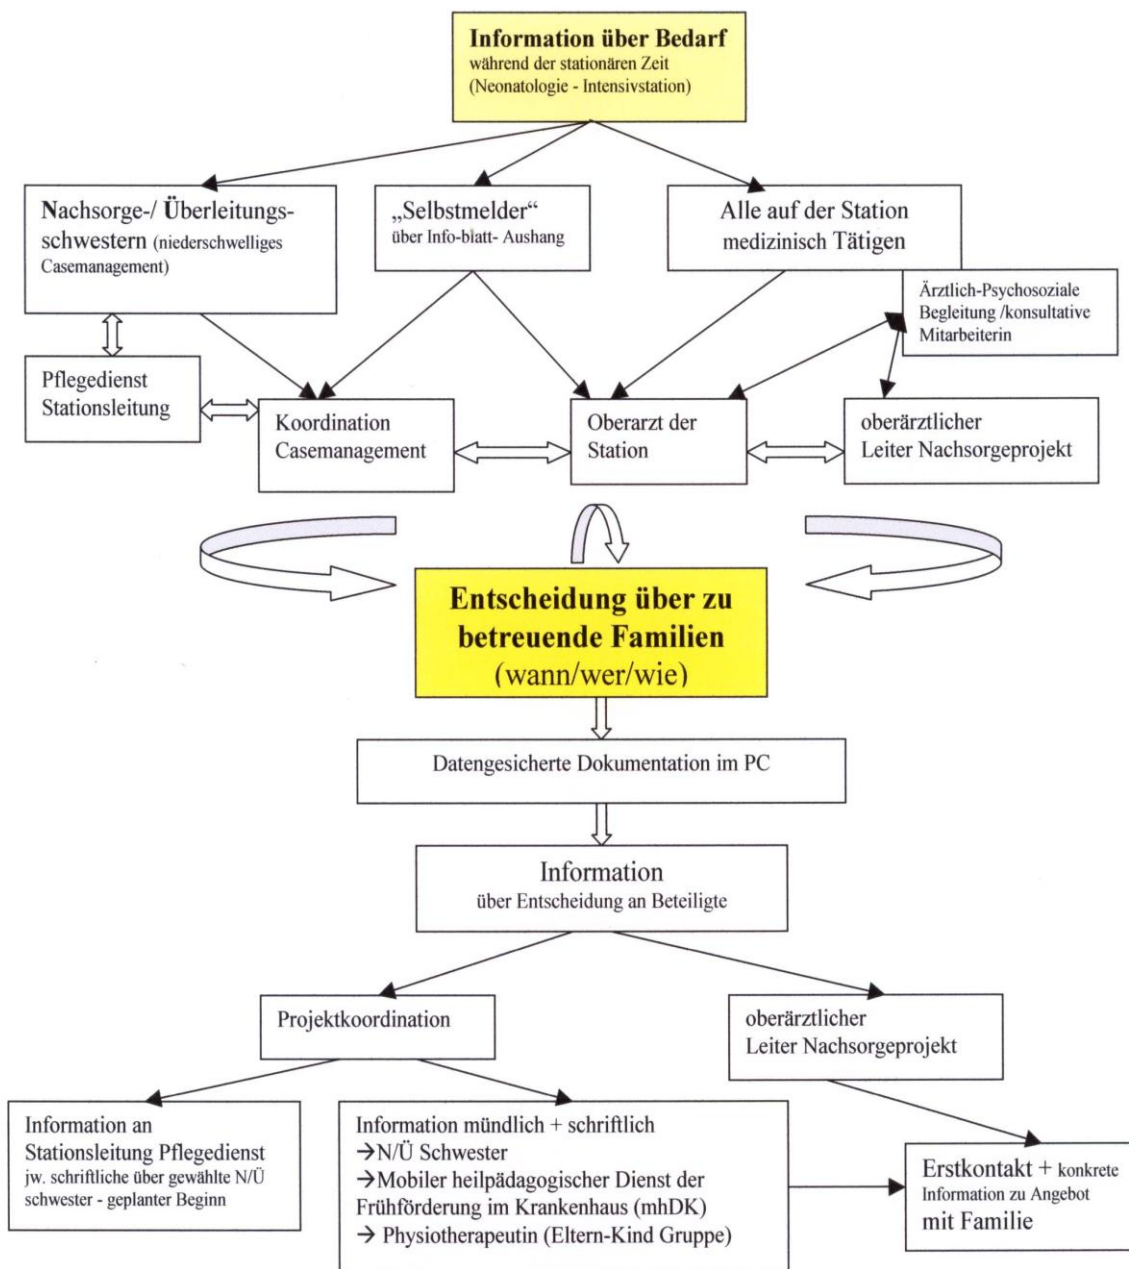 Information über Bedarf
während der stationären Zeit
(Neonatologie - Intensivstation)
Nachsorge-/ Überleitungs-
schwestern (niederschwelliges
Casemanagement)
„Selbstmelder“
über Info-blatt- Aushang
Alle auf der Station
medizinisch Tätigen
Ärztlich-Psychosoziale
Begleitung /konsultative
Mitarbeiterin
Pflegedienst
Stationsleitung
Koordination
Casemanagement
Oberarzt der
Station
oberärztlicher
Leiter Nachsorgeprojekt
Entscheidung über zu
betreuende Familien
(wann/wer/wie)
Datengesicherte Dokumentation im PC
Information
über Entscheidung an Beteiligte
Projektkoordination
oberärztlicher
Leiter Nachsorgeprojekt
Information an
Stationsleitung Pflegedienst
jw. schriftliche über gewählte N/Ü
schwester - geplanter Beginn
Information mündlich + schriftlich
→N/Ü Schwester
→Mobiler heilpädagogischer Dienst der
Frühförderung im Krankenhaus (mhDK)
→ Physiotherapeutin (Eltern-Kind Gruppe)
Erstkontakt + konkrete
Information zu Angebot
mit Familie